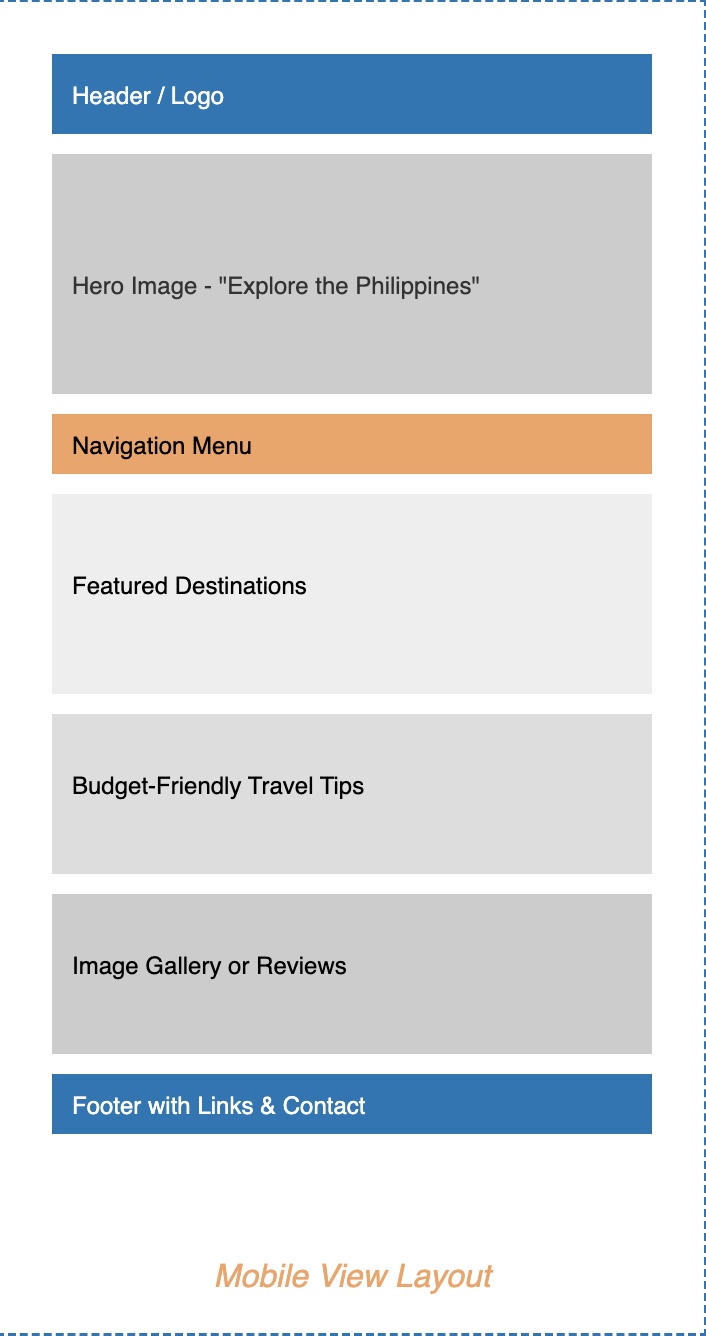 Header / Logo
Hero Image - "Explore the Philippines"
Navigation Menu
Featured Destinations
Budget-Friendly Travel Tips
Image Gallery or Reviews
Footer with Links & Contact
Mobile View Layout